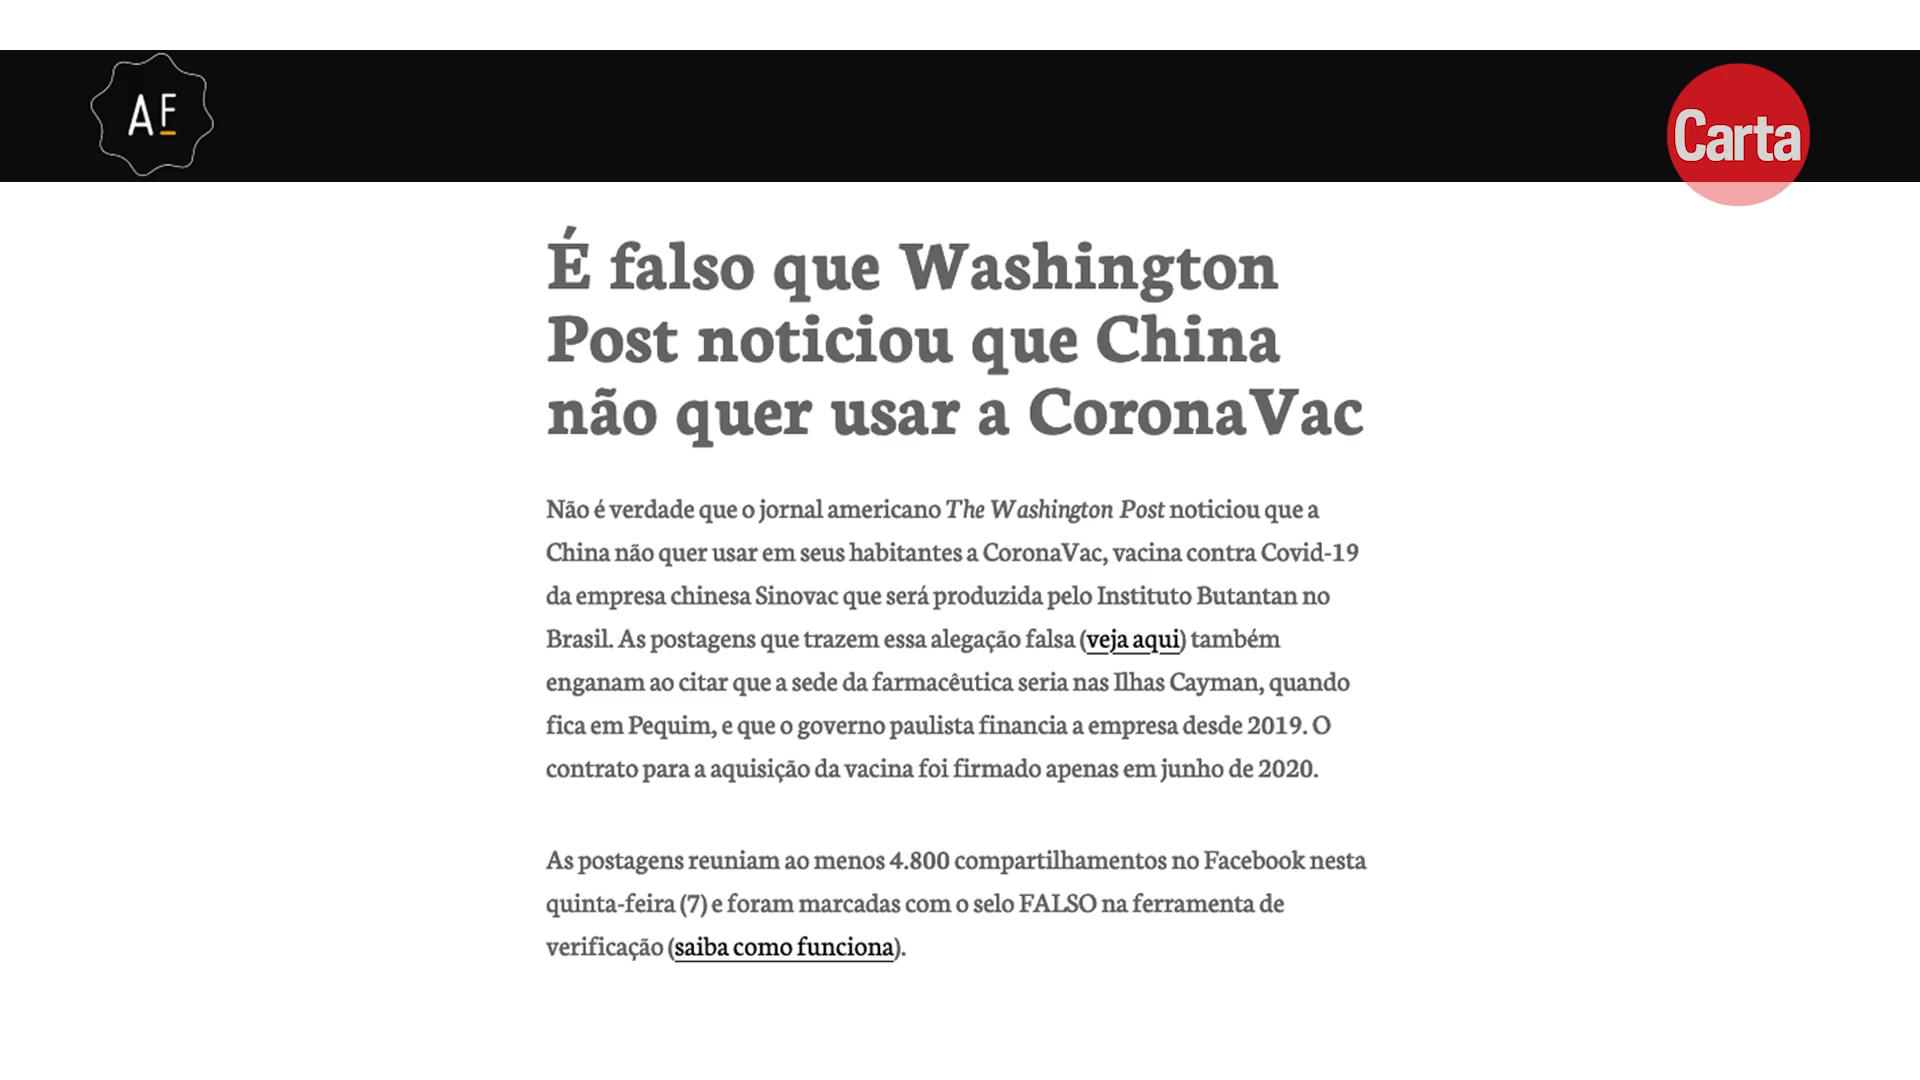 AF
Carta
É falso que Washington
Post noticiou que China
não quer usar a CoronaVac
Não é verdade que o jornal americano The Washington Post noticiou que a
China não quer usar em seus habitantes a CoronaVac, vacina contra Covid-19
da empresa chinesa Sinovac que será produzida pelo Instituto Butantan no
Brasil. As postagens que trazem essa alegação falsa (veja aqui) também
enganam ao citar que a sede da farmacêutica seria nas Ilhas Cayman, quando
fica em Pequim, e que o governo paulista financia a empresa desde 2019. O
contrato para a aquisição da vacina foi firmado apenas em junho de 2020.
As postagens reuniam ao menos 4.800 compartilhamentos no Facebook nesta
quinta-feira (7) e foram marcadas com o selo FALSO na ferramenta de
verificação (saiba como funciona).